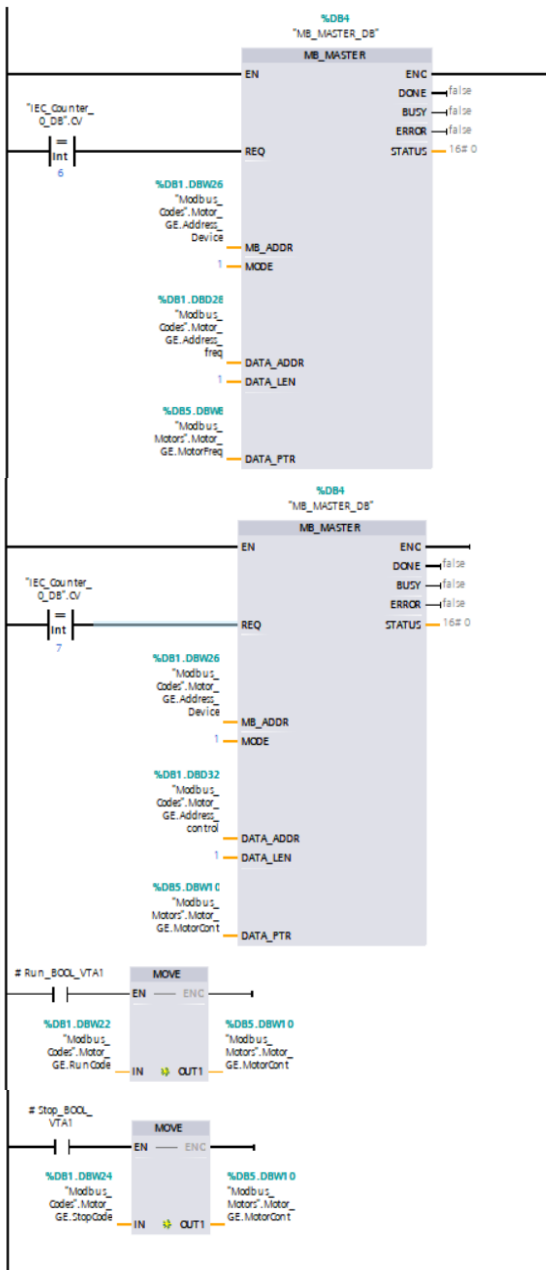 %DB4
"MB_MASTER_DB"
MB_MASTER
EN ENO
DONE false
"IEC_Counter_
0_DB".CV
BUSY false
ERROR false
=
Int
REQ STATUS 16# 0
6
%DB1.DBW26
"Modbus_
Codes".Motor_
GE.Address_
Device
MB_ADDR
1 MODE
%DB1.DBD28
"Modbus_
Codes".Motor_
GE.Address_
freq
DATA_ADDR
1 DATA_LEN
%DB5.DBW8
"Modbus_
Motors".Motor_
GE.MotorFreq
DATA_PTR
%DB4
"MB_MASTER_DB"
MB_MASTER
EN ENO
DONE false
"IEC_Counter_
0_DB".CV
BUSY false
ERROR false
=
Int
REQ STATUS 16# 0
7
%DB1.DBW26
"Modbus_
Codes".Motor_
GE.Address_
Device
MB_ADDR
1 MODE
%DB1.DBD32
"Modbus_
Codes".Motor_
GE.Address_
control
DATA_ADDR
1 DATA_LEN
%DB5.DBW10
"Modbus_
Motors".Motor_
GE.MotorCont
DATA_PTR
# Run_BOOL_VTA1
MOVE
EN ENO
%DB1.DBW22
"Modbus_
Codes".Motor_
GE.RunCode
IN OUT1
%DB5.DBW10
"Modbus_
Motors".Motor_
GE.MotorCont
# Stop_BOOL_
VTA1
MOVE
EN ENO
%DB1.DBW24
"Modbus_
Codes".Motor_
GE.StopCode
IN OUT1
%DB5.DBW10
"Modbus_
Motors".Motor_
GE.MotorCont